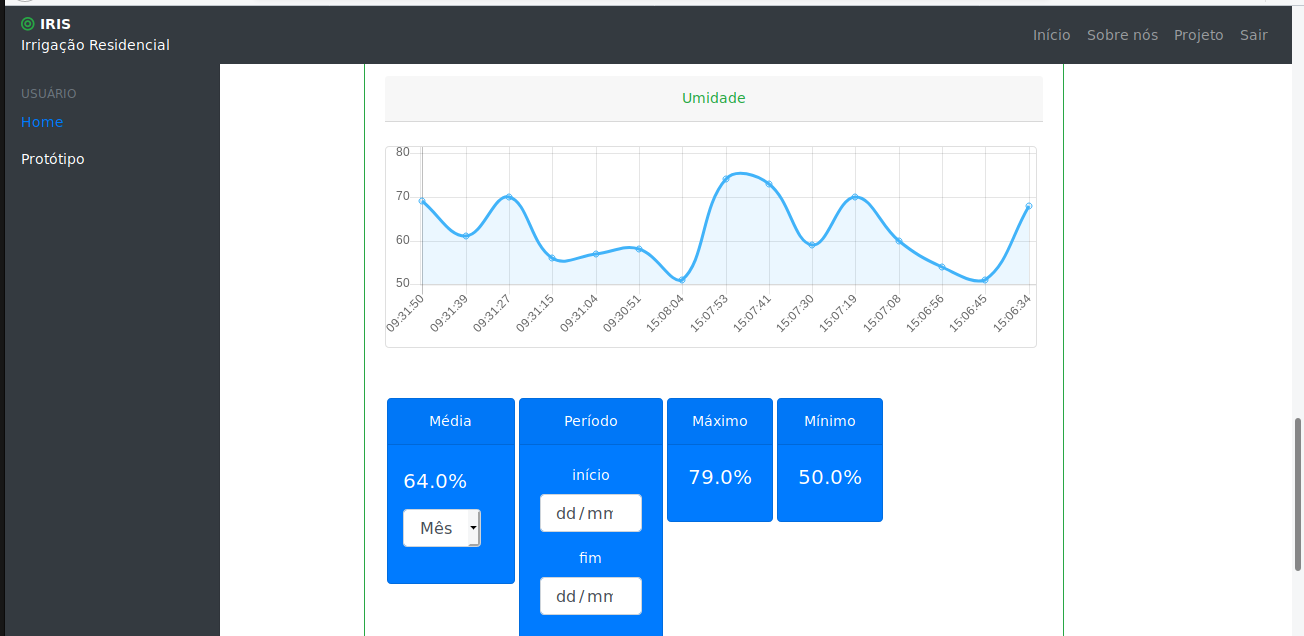 IRIS
Irrigação Residencial
Início Sobre nós Projeto Sair
USUÁRIO
Home
Protótipo
Umidade
80
70
60
50
09:31:50 09:31:39 09:31:27 09:31:15 09:31:04 09:30:51 15:08:04 15:07:53 15:07:41 15:07:30 15:07:19 15:07:08 15:06:56 15:06:45 15:06:34
Média Período Máximo Mínimo
64.0% início 79.0% 50.0%
Mês dd/mm
fim
dd/mm